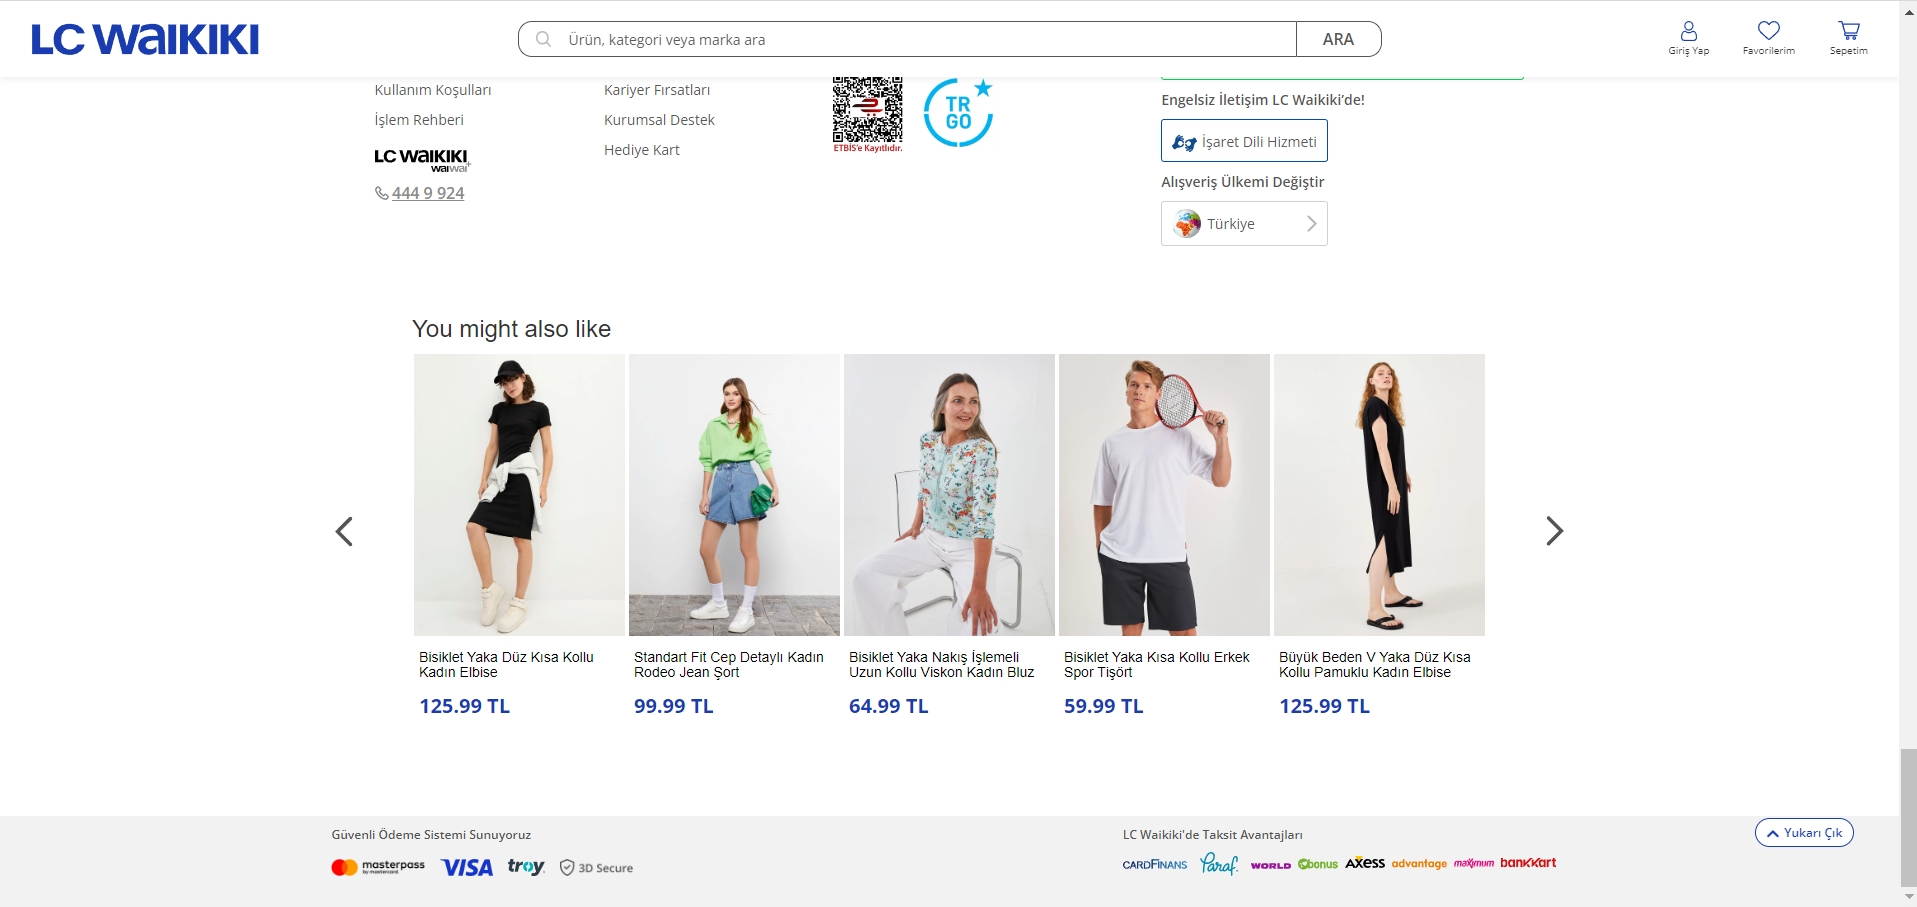 LC WAIKIKI
Ürün, kategori veya marka ara
ARA
Giriş Yap
Favorilerim
Sepetim
Kullanım Koşulları
İşlem Rehberi
LC WAIKIKI
waiwai+
444 9 924
Kariyer Fırsatları
Kurumsal Destek
Hediye Kart
ETBİS'e Kayıtlıdır.
TR
GO
Engelsiz İletişim LC Waikiki’de!
İşaret Dili Hizmeti
Alışveriş Ülkemi Değiştir
Türkiye
You might also like
Bisiklet Yaka Düz Kısa Kollu
Kadın Elbise
125.99 TL
Standart Fit Cep Detaylı Kadın
Rodeo Jean Şort
99.99 TL
Bisiklet Yaka Nakış İşlemeli
Uzun Kollu Viskon Kadın Bluz
64.99 TL
Bisiklet Yaka Kısa Kollu Erkek
Spor Tişört
59.99 TL
Büyük Beden V Yaka Düz Kısa
Kollu Pamuklu Kadın Elbise
125.99 TL
Güvenli Ödeme Sistemi Sunuyoruz
masterpass
by mastercard
VISA
troy
3D Secure
LC Waikiki'de Taksit Avantajları
CARDFINANS
Paraf
WORLD
bonus
AXESS
advantage
maximum
bankkart
Yukarı Çık